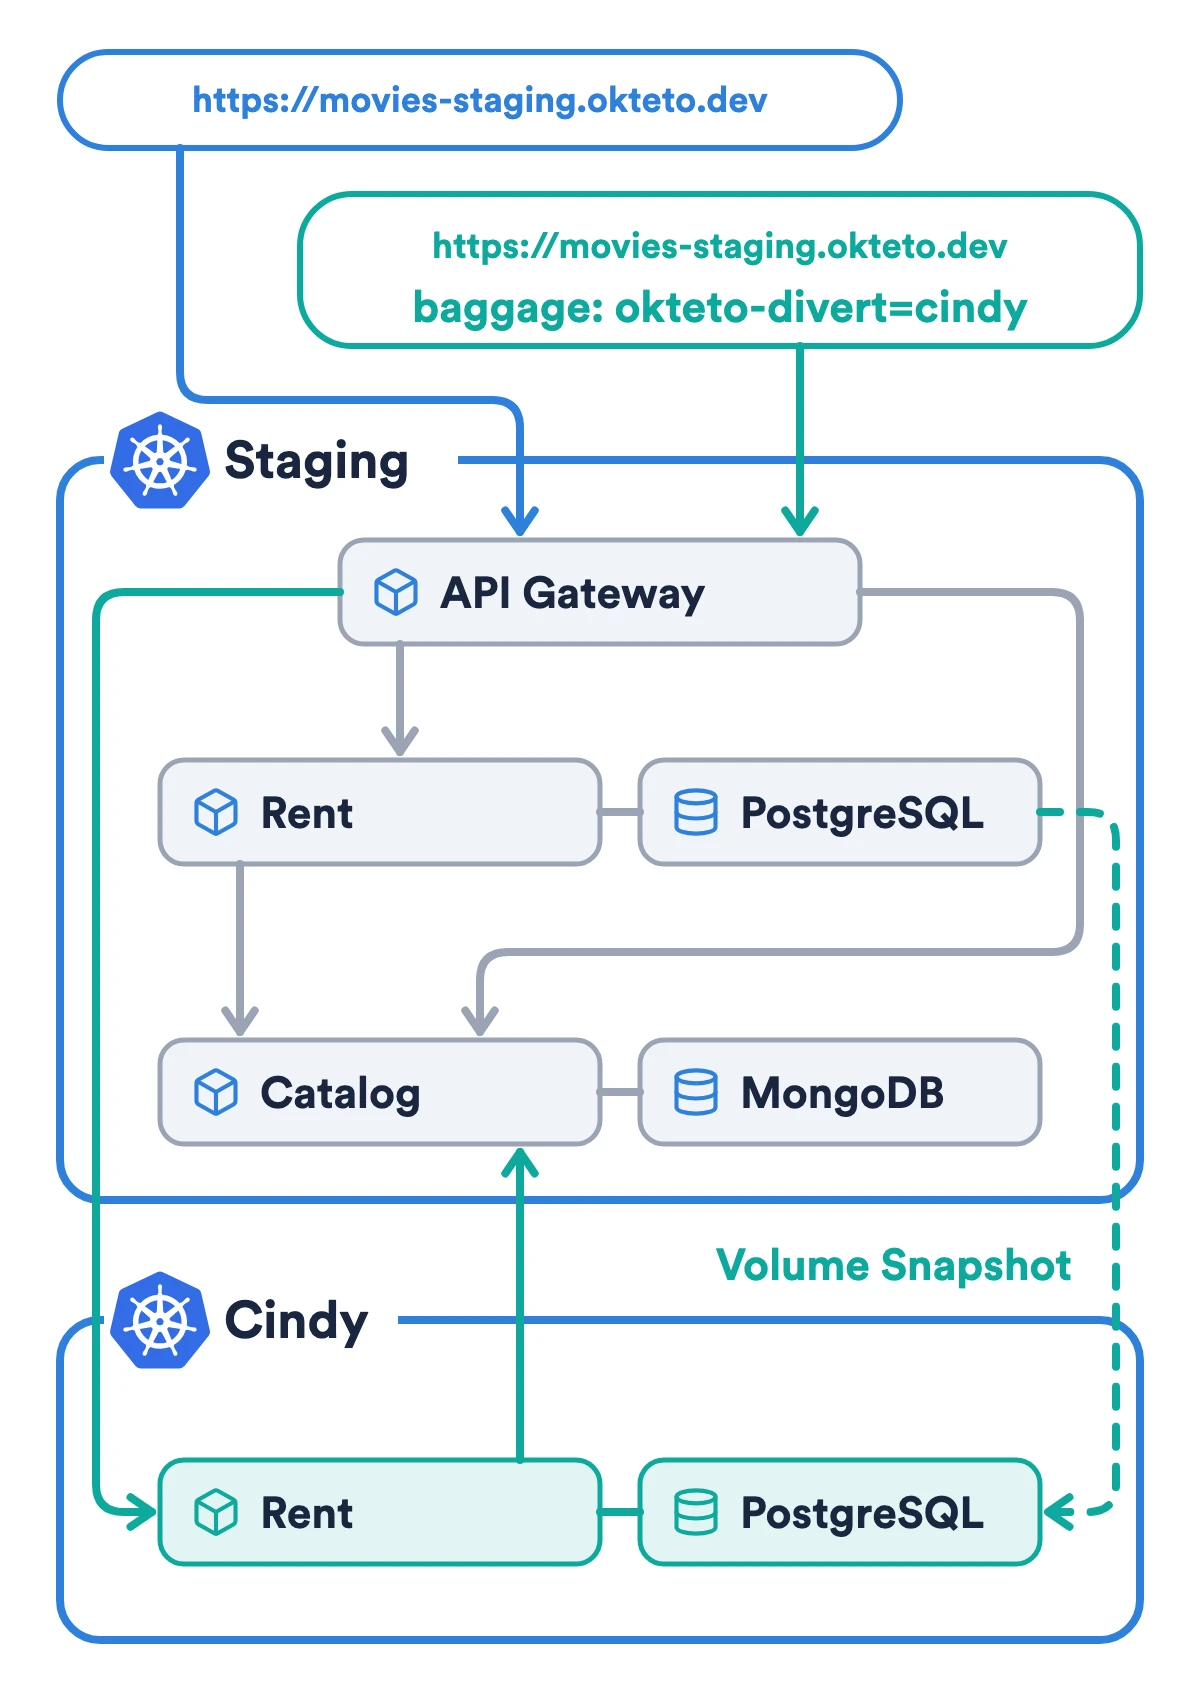 https://movies-staging.okteto.dev
https://movies-staging.okteto.dev
baggage: okteto-divert=cindy
Staging
API Gateway
Rent
PostgreSQL
Catalog
MongoDB
Volume Snapshot
Cindy
Rent
PostgreSQL